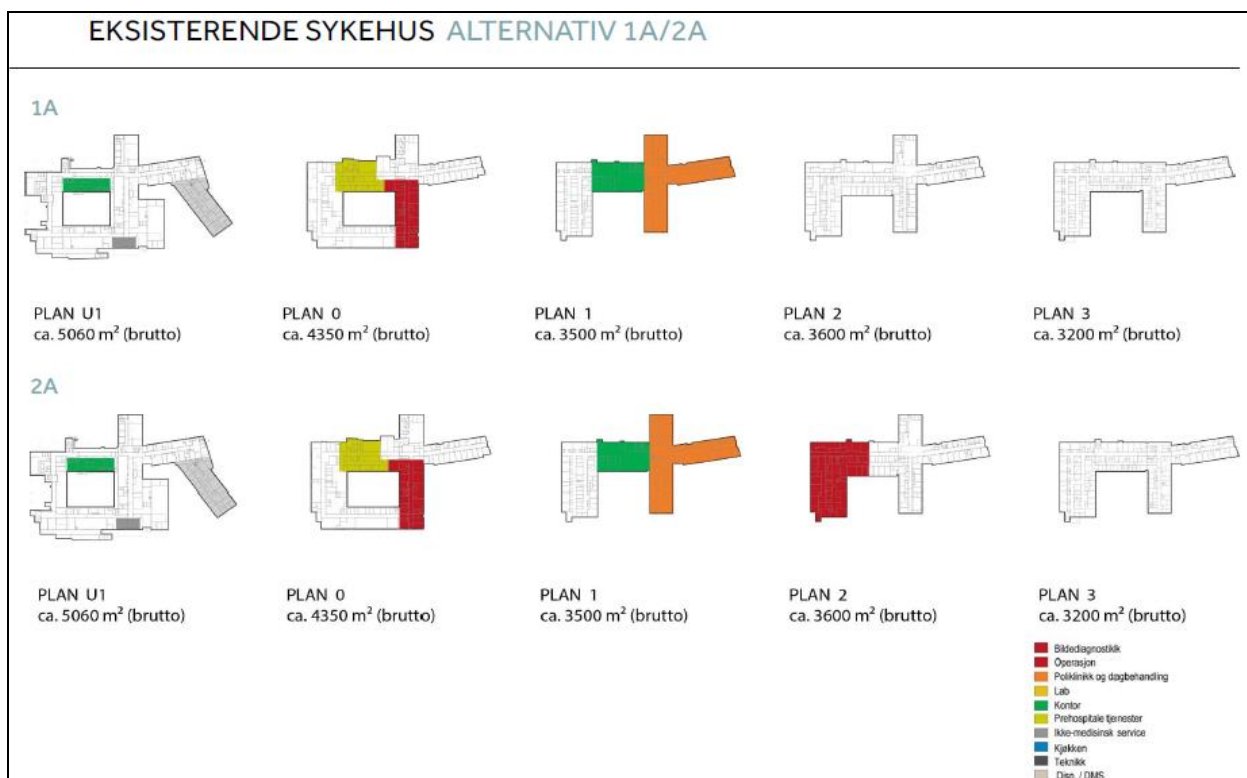 EKSISTERENDE SYKEHUS ALTERNATIV 1A/2A
1A
PLAN U1
ca. 5060 m² (brutto)
PLAN 0
ca. 4350 m² (brutto)
PLAN 1
ca. 3500 m² (brutto)
PLAN 2
ca. 3600 m² (brutto)
PLAN 3
ca. 3200 m² (brutto)
2A
PLAN U1
ca. 5060 m² (brutto)
PLAN 0
ca. 4350 m² (brutto)
PLAN 1
ca. 3500 m² (brutto)
PLAN 2
ca. 3600 m² (brutto)
PLAN 3
ca. 3200 m² (brutto)
Bildediagnostikk
Operasjon
Poliklinikk og dagbehandling
Lab
Kontor
Prehospitale tjenester
Ikke-medisinsk service
Kjøkken
Teknikk
Disp. / DMS